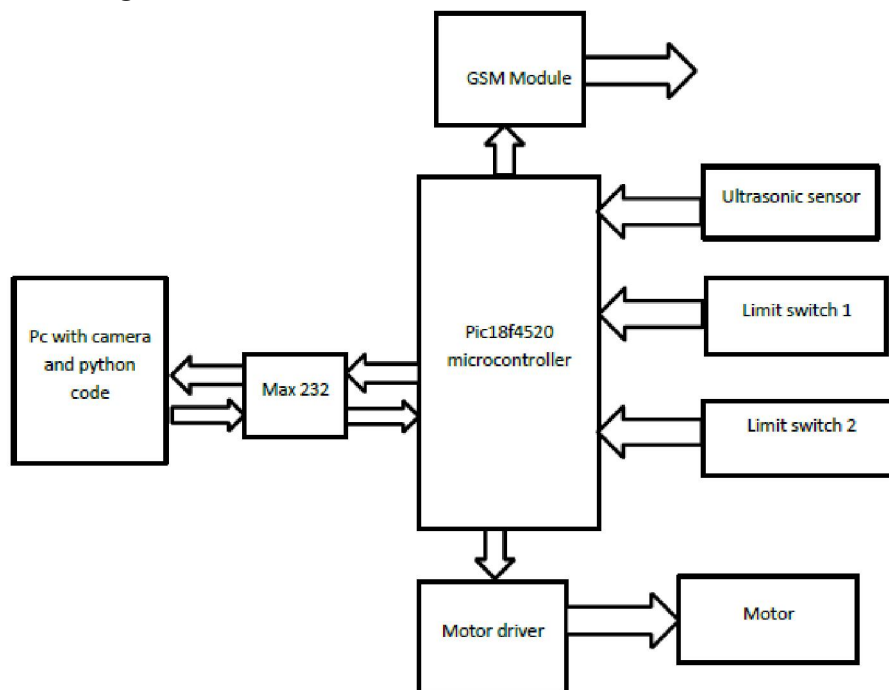 GSM Module
Ultrasonic sensor
Limit switch 1
Pc with camera
and python
code
Max 232
Pic18f4520
microcontroller
Limit switch 2
Motor driver
Motor